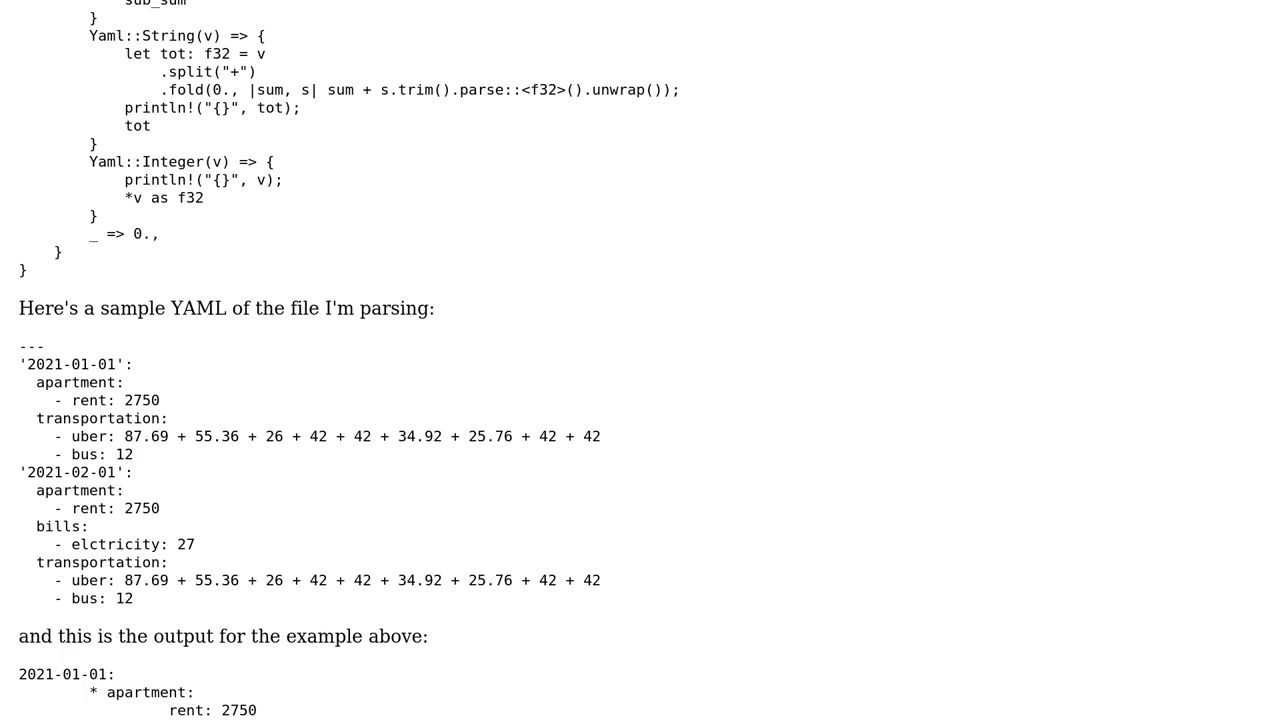 sub_sum
        }
        Yaml::String(v) => {
            let tot: f32 = v
                .split("+")
                .fold(0., |sum, s| sum + s.trim().parse::<f32>().unwrap());
            println!("{}", tot);
            tot
        }
        Yaml::Integer(v) => {
            println!("{}", v);
            *v as f32
        }
        _ => 0.,
    }
}
Here's a sample YAML of the file I'm parsing:
---
'2021-01-01':
  apartment:
    - rent: 2750
  transportation:
    - uber: 87.69 + 55.36 + 26 + 42 + 42 + 34.92 + 25.76 + 42 + 42
    - bus: 12
'2021-02-01':
  apartment:
    - rent: 2750
  bills:
    - elctricity: 27
  transportation:
    - uber: 87.69 + 55.36 + 26 + 42 + 42 + 34.92 + 25.76 + 42 + 42
    - bus: 12
and this is the output for the example above:
2021-01-01:
        * apartment:
                 rent: 2750